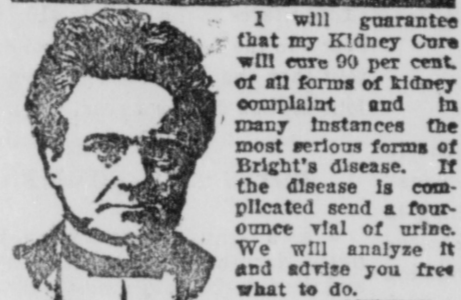 I will guarantee
that my Kidney Cure
will cure 90 per cent.
of all forms of kidney
complaint and in
many instances the
most serious forms of
Bright's disease. If
the disease is com-
plicated send a four-
ounce vial of urine.
We will analyze it
and advise you free
what to do.